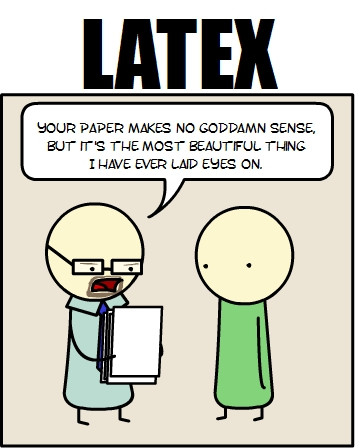 LATEX
YOUR PAPER MAKES NO GODDAMN SENSE,
BUT IT'S THE MOST BEAUTIFUL THING
I HAVE EVER LAID EYES ON.